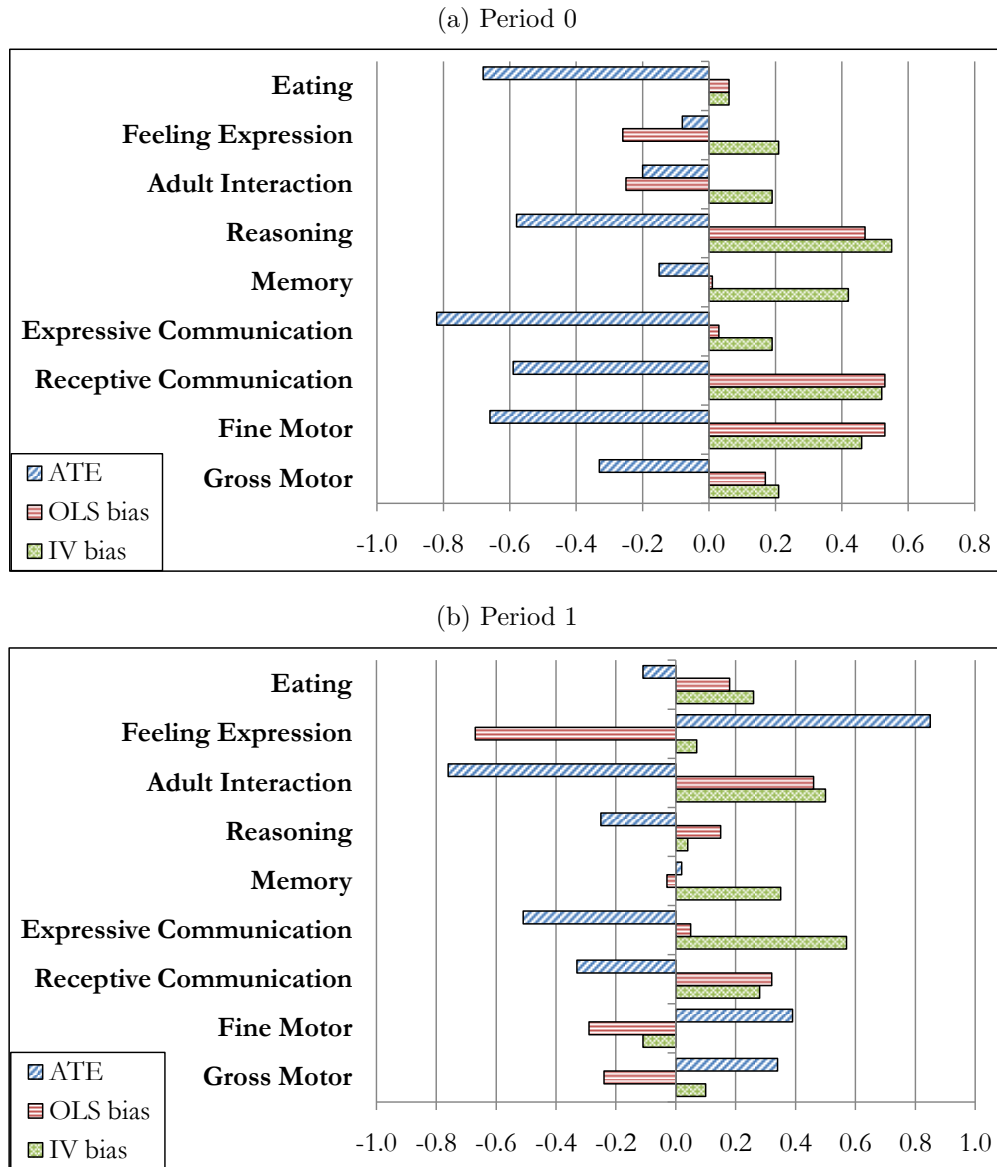 (a) Period 0
Eating
Feeling Expression
Adult Interaction
Reasoning
Memory
Expressive Communication
Receptive Communication
Fine Motor
Gross Motor
ATE
OLS bias
IV bias
-1.0 -0.8 -0.6 -0.4 -0.2 0.0 0.2 0.4 0.6 0.8
(b) Period 1
Eating
Feeling Expression
Adult Interaction
Reasoning
Memory
Expressive Communication
Receptive Communication
Fine Motor
Gross Motor
ATE
OLS bias
IV bias
-1.0 -0.8 -0.6 -0.4 -0.2 0.0 0.2 0.4 0.6 0.8 1.0